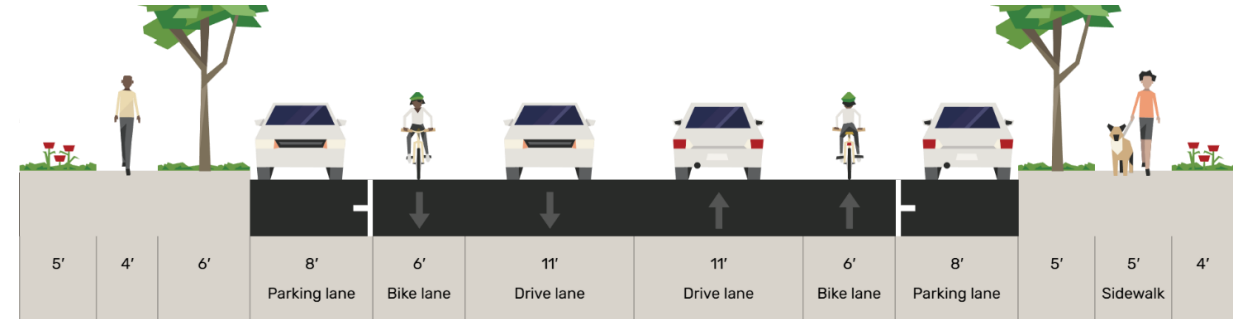 5′ 4′ 6′ 8′ 6′ 11′ 11′ 6′ 8′ 5′ 5′ 4′
Parking lane Bike lane Drive lane Drive lane Bike lane Parking lane Sidewalk